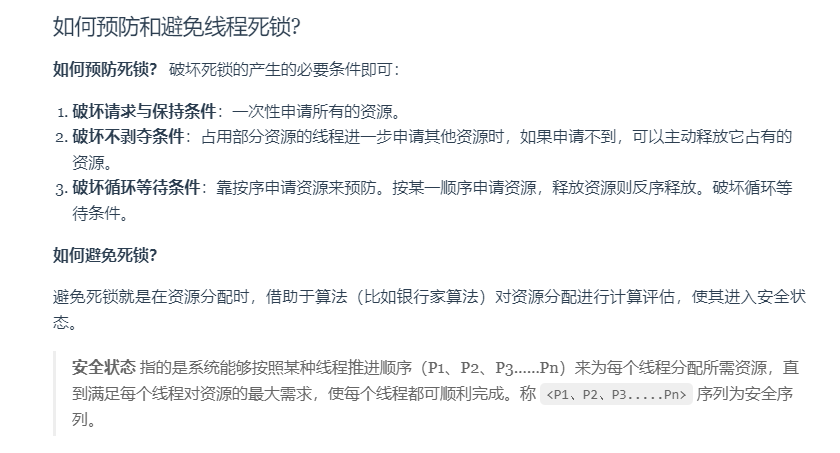 如何预防和避免线程死锁?
如何预防死锁？ 破坏死锁的产生的必要条件即可：
1. 破坏请求与保持条件：一次性申请所有的资源。
2. 破坏不剥夺条件：占用部分资源的线程进一步申请其他资源时，如果申请不到，可以主动释放它占有的
资源。
3. 破坏循环等待条件：靠按序申请资源来预防。按某一顺序申请资源，释放资源则反序释放。破坏循环等
待条件。
如何避免死锁？
避免死锁就是在资源分配时，借助于算法（比如银行家算法）对资源分配进行计算评估，使其进入安全状
态。
安全状态 指的是系统能够按照某种线程推进顺序（P1、P2、P3......Pn）来为每个线程分配所需资源，直
到满足每个线程对资源的最大需求，使每个线程都可顺利完成。称 <P1、P2、P3.....Pn> 序列为安全序
列。